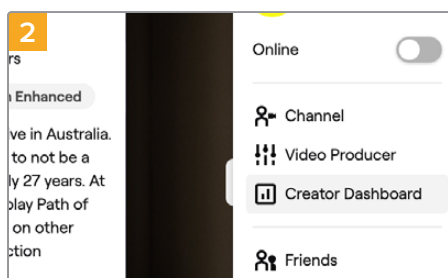 2
rs
Enhanced
ve in Australia.
to not be a
ly 27 years. At
play Path of
on other
ction
Online
Channel
Video Producer
Creator Dashboard
Friends